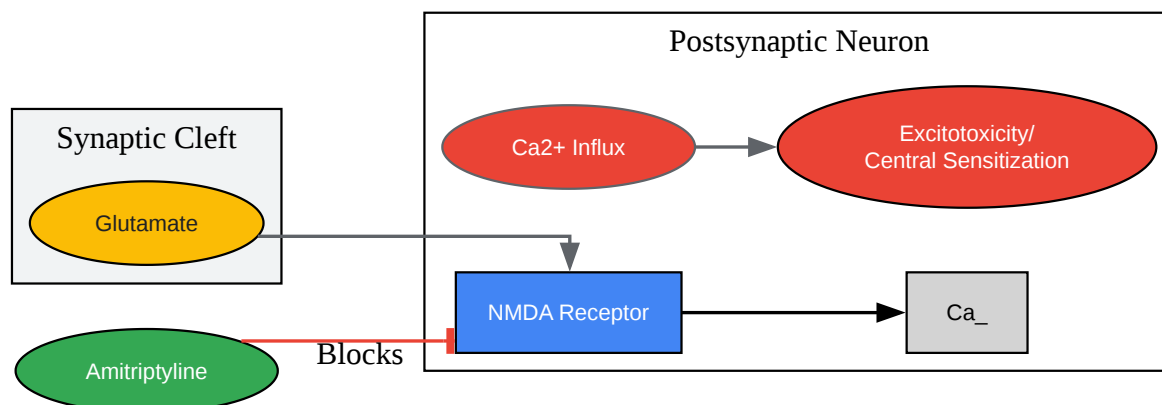 Postsynaptic Neuron
Synaptic Cleft
Ca2+ Influx
Excitotoxicity/
Central Sensitization
Glutamate
NMDA Receptor
Ca_
Blocks
Amitriptyline